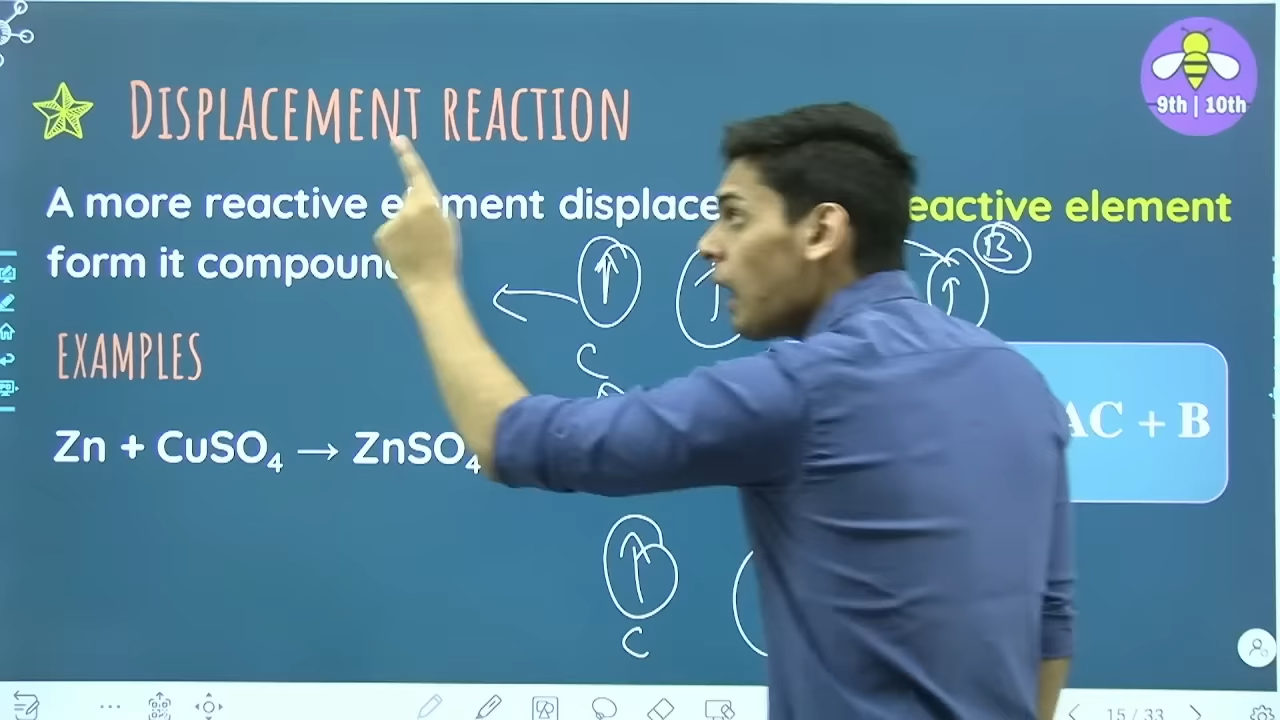 DISPLACEMENT REACTION
9th | 10th
A more reactive element displace eactive element
form it compound
B
C
EXAMPLES
AC + B
Zn + CuSO₄ → ZnSO₄
C
15 / 33